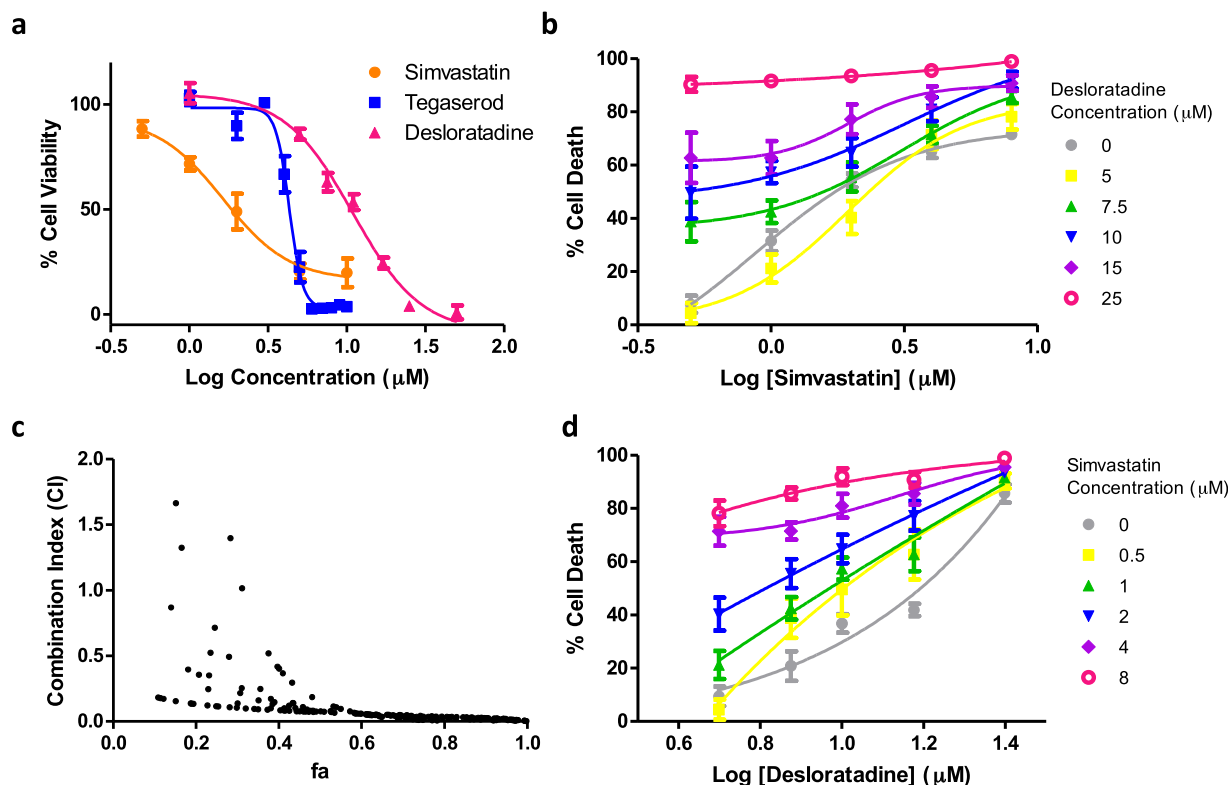 a
% Cell Viability
100
50
0
-0.5
0.0
0.5
1.0
1.5
2.0
Log Concentration (μM)
Simvastatin
Tegaserod
Desloratadine
b
% Cell Death
100
80
60
40
20
0
-0.5
0.0
0.5
1.0
Log [Simvastatin] (μM)
Desloratadine
Concentration (μM)
0
5
7.5
10
15
25
c
Combination Index (CI)
2.0
1.5
1.0
0.5
0.0
0.0
0.2
0.4
0.6
0.8
1.0
fa
d
% Cell Death
100
80
60
40
20
0
0.6
0.8
1.0
1.2
1.4
Log [Desloratadine] (μM)
Simvastatin
Concentration (μM)
0
0.5
1
2
4
8